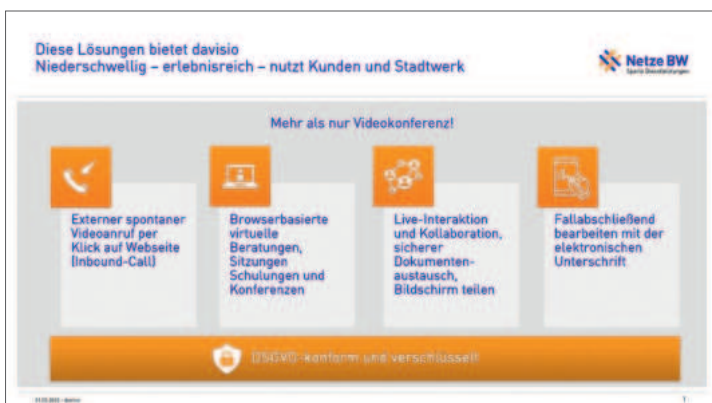 Diese Lösungen bietet davisio
Niederschwellig – erlebnisreich – nutzt Kunden und Stadtwerk
Netze BW
Sparte Dienstleistungen
Mehr als nur Videokonferenz!
Externer spontaner
Videoanruf per
Klick auf Webseite
(Inbound-Call)
Browserbasierte
virtuelle
Beratungen,
Sitzungen
Schulungen und
Konferenzen
Live-Interaktion
und Kollaboration,
sicherer
Dokumenten-
austausch,
Bildschirm teilen
Fallabschließend
bearbeiten mit der
elektronischen
Unterschrift
DSGVO-konform und verschlüsselt